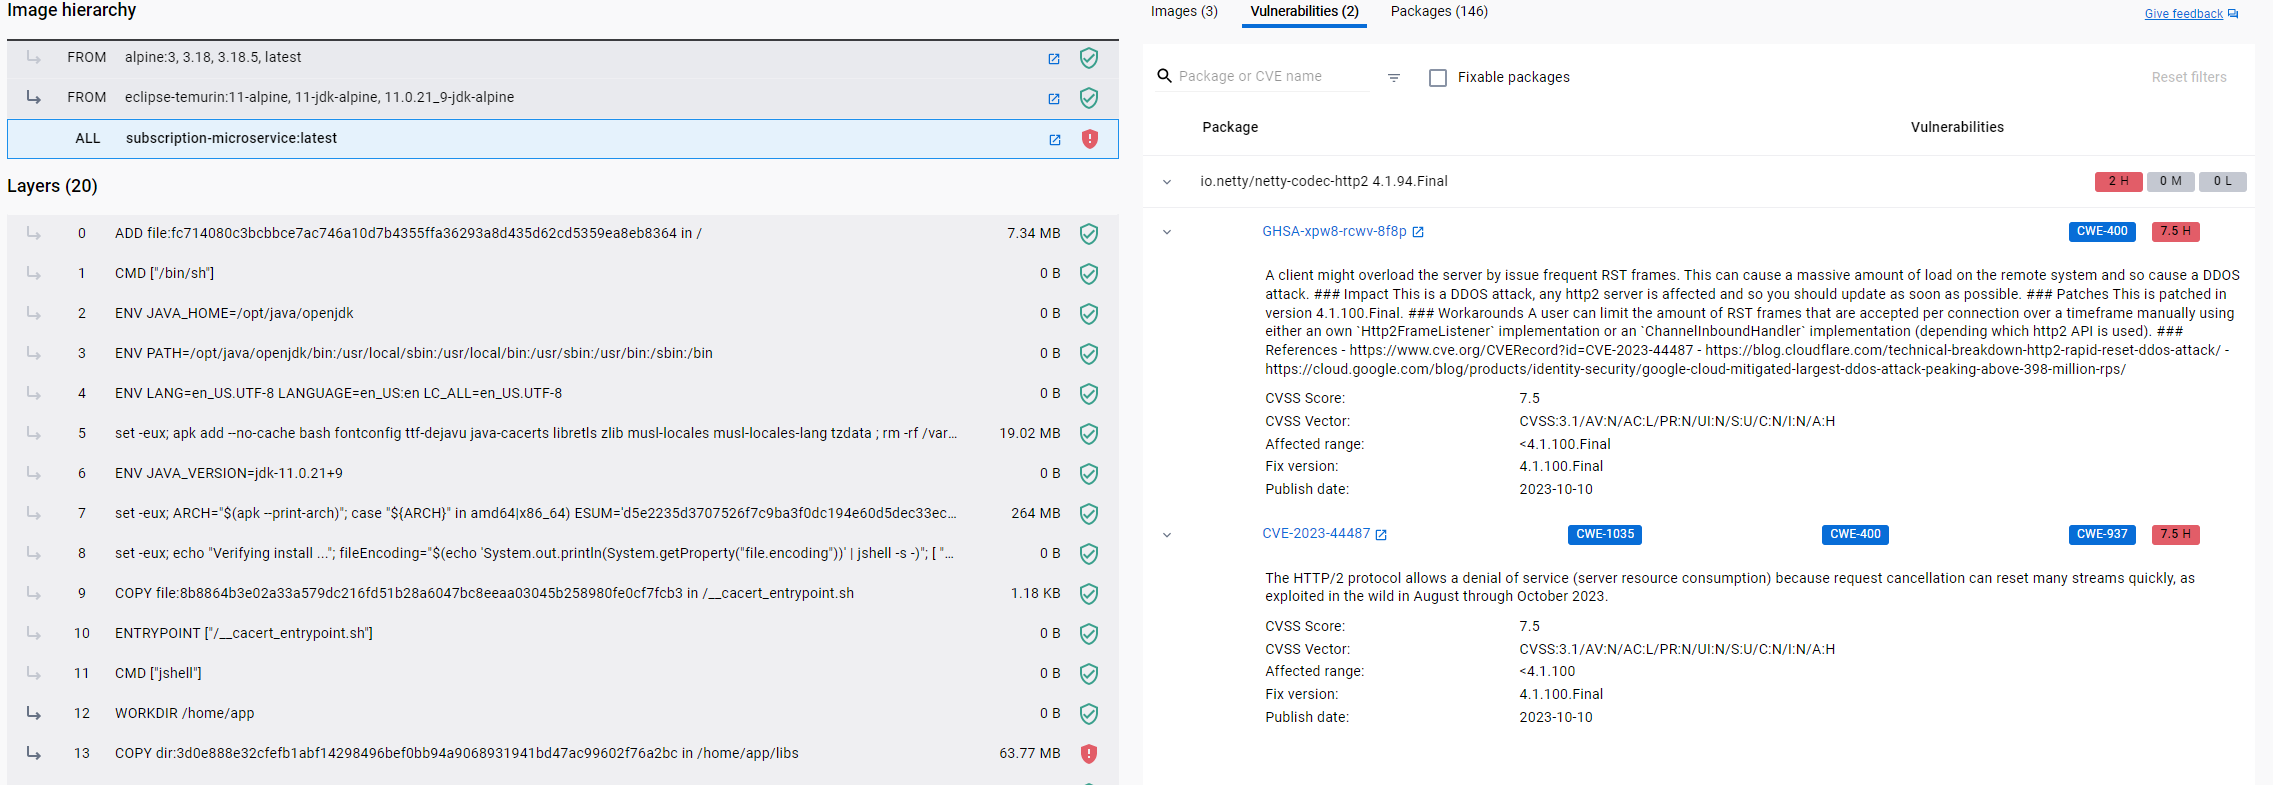 Image hierarchy
FROM alpine:3, 3.18, 3.18.5, latest
FROM eclipse-temurin:11-alpine, 11-jdk-alpine, 11.0.21_9-jdk-alpine
ALL subscription-microservice:latest
Layers (20)
0 ADD file:fc714080c3bcbbce7ac746a10d7b4355ffa36293a8d435d62cd5359ea8eb8364 in / 7.34 MB
1 CMD ["/bin/sh"] 0 B
2 ENV JAVA_HOME=/opt/java/openjdk 0 B
3 ENV PATH=/opt/java/openjdk/bin:/usr/local/sbin:/usr/local/bin:/usr/sbin:/usr/bin:/sbin:/bin 0 B
4 ENV LANG=en_US.UTF-8 LANGUAGE=en_US:en LC_ALL=en_US.UTF-8 0 B
5 set -eux; apk add --no-cache bash fontconfig ttf-dejavu java-cacerts libretls zlib musl-locales musl-locales-lang tzdata ; rm -rf /var... 19.02 MB
6 ENV JAVA_VERSION=jdk-11.0.21+9 0 B
7 set -eux; ARCH="$(apk --print-arch)"; case "${ARCH}" in amd64|x86_64) ESUM='d5e2235d3707526f7c9ba3f0dc194e60d5dec33ec... 264 MB
8 set -eux; echo "Verifying install ..."; fileEncoding="$(echo 'System.out.println(System.getProperty("file.encoding"))' | jshell -s -)"; [ "... 0 B
9 COPY file:8b8864b3e02a33a579dc216fd51b28a6047bc8eeaa03045b258980fe0cf7fcb3 in /__cacert_entrypoint.sh 1.18 KB
10 ENTRYPOINT ["/__cacert_entrypoint.sh"] 0 B
11 CMD ["jshell"] 0 B
12 WORKDIR /home/app 0 B
13 COPY dir:3d0e888e32cfefb1abf14298496bef0bb94a9068931941bd47ac99602f76a2bc in /home/app/libs 63.77 MB
Images (3) Vulnerabilities (2) Packages (146)
Give feedback
Package or CVE name Fixable packages Reset filters
Package Vulnerabilities
io.netty/netty-codec-http2 4.1.94.Final 2 H 0 M 0 L
GHSA-xpw8-rcwv-8f8p CWE-400 7.5 H
A client might overload the server by issue frequent RST frames. This can cause a massive amount of load on the remote system and so cause a DDOS
attack. ### Impact This is a DDOS attack, any http2 server is affected and so you should update as soon as possible. ### Patches This is patched in
version 4.1.100.Final. ### Workarounds A user can limit the amount of RST frames that are accepted per connection over a timeframe manually using
either an own `Http2FrameListener` implementation or an `ChannelInboundHandler` implementation (depending which http2 API is used). ###
References - https://www.cve.org/CVERecord?id=CVE-2023-44487 - https://blog.cloudflare.com/technical-breakdown-http2-rapid-reset-ddos-attack/ -
https://cloud.google.com/blog/products/identity-security/google-cloud-mitigated-largest-ddos-attack-peaking-above-398-million-rps/
CVSS Score: 7.5
CVSS Vector: CVSS:3.1/AV:N/AC:L/PR:N/UI:N/S:U/C:N/I:N/A:H
Affected range: <4.1.100.Final
Fix version: 4.1.100.Final
Publish date: 2023-10-10
CVE-2023-44487 CWE-1035 CWE-400 CWE-937 7.5 H
The HTTP/2 protocol allows a denial of service (server resource consumption) because request cancellation can reset many streams quickly, as
exploited in the wild in August through October 2023.
CVSS Score: 7.5
CVSS Vector: CVSS:3.1/AV:N/AC:L/PR:N/UI:N/S:U/C:N/I:N/A:H
Affected range: <4.1.100
Fix version: 4.1.100.Final
Publish date: 2023-10-10